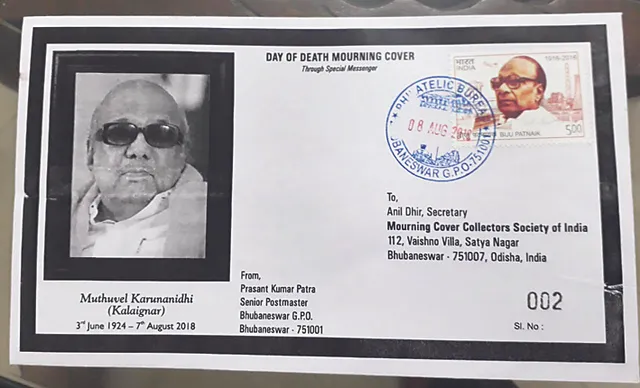 DAY OF DEATH MOURNING COVER
Through Special Messenger
भारत
INDIA
1916-2016
BIJU PATNAIK
500
PHILATELIC BUREAU
08 AUG 2018
BHUBANESWAR G.P.O-751001
To,
Anil Dhir, Secretary
Mourning Cover Collectors Society of India
112, Vaishno Villa, Satya Nagar
Bhubaneswar - 751007, Odisha, India
From,
Prasant Kumar Patra
Senior Postmaster
Bhubaneswar G.P.O.
Bhubaneswar - 751001
002
Sl. No :
Muthuvel Karunanidhi
(Kalaignar)
3rd June 1924 – 7th August 2018